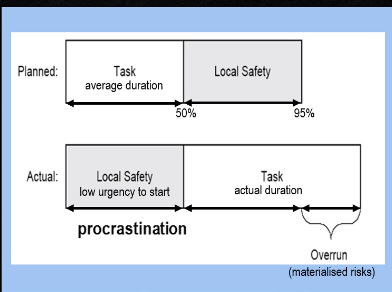 Planned:
Task
average duration
Local Safety
50%
95%
Actual:
Local Safety
low urgency to start
Task
actual duration
procrastination
Overrun
(materialised risks)